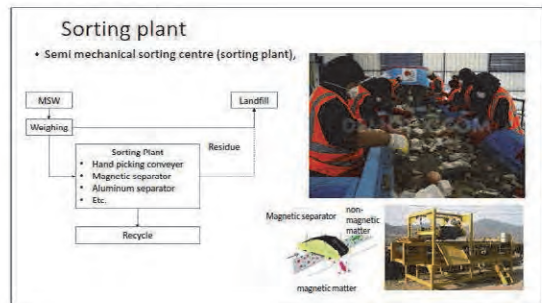 Sorting plant
• Semi mechanical sorting centre (sorting plant),
MSW
Landfill
Weighing
Residue
Sorting Plant
• Hand picking conveyer
• Magnetic separator
• Aluminum separator
• Etc.
Recycle
Magnetic separator
non-
magnetic
matter
magnetic matter